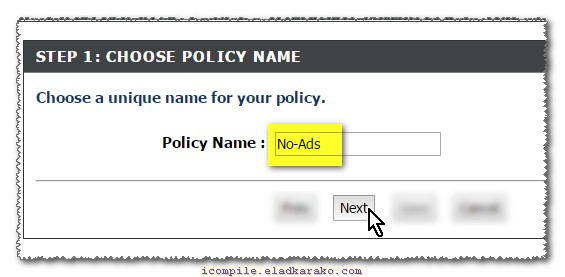 STEP 1: CHOOSE POLICY NAME
Choose a unique name for your policy.
Policy Name : No-Ads
Prev Next Save Cancel
icompile.eladkarako.com